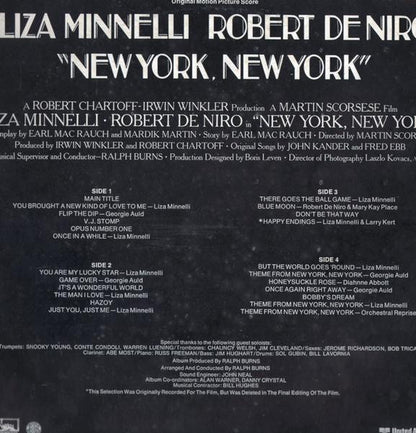 Original Motion Picture Score
LIZA MINNELLI ROBERT DE NIRO
"NEW YORK, NEW YORK"
A ROBERT CHARTOFF-IRWIN WINKLER Production A MARTIN SCORSESE Film
ZA MINNELLI · ROBERT DE NIRO in "NEW YORK, NEW YOR
nplay by EARL MAC RAUCH and MARDIK MARTIN · Story by EARL MAC RAUCH · Directed by MARTIN SCOR
Produced by IRWIN WINKLER and ROBERT CHARTOFF · Original Songs by JOHN KANDER and FRED EBB
usical Supervisor and Conductor—RALPH BURNS · Production Designed by Boris Leven · Director of Photography Laszlo Kovacs,
SIDE 1
MAIN TITLE
YOU BROUGHT A NEW KIND OF LOVE TO ME — Liza Minnelli
FLIP THE DIP — Georgie Auld
V.J. STOMP
OPUS NUMBER ONE
ONCE IN A WHILE — Liza Minnelli
SIDE 3
THERE GOES THE BALL GAME — Liza Minnelli
BLUE MOON — Robert De Niro & Mary Kay Place
DON'T BE THAT WAY
*HAPPY ENDINGS — Liza Minnelli & Larry Kert
SIDE 2
YOU ARE MY LUCKY STAR — Liza Minnelli
GAME OVER — Georgie Auld
IT'S A WONDERFUL WORLD
THE MAN I LOVE — Liza Minnelli
HAZOY
JUST YOU, JUST ME — Liza Minnelli
SIDE 4
BUT THE WORLD GOES 'ROUND — Liza Minnelli
THEME FROM NEW YORK, NEW YORK — Georgie Auld
HONEYSUCKLE ROSE — Diahnne Abbott
ONCE AGAIN RIGHT AWAY — Georgie Auld
BOBBY'S DREAM
THEME FROM NEW YORK, NEW YORK — Liza Minnelli
THEME FROM NEW YORK, NEW YORK — Orchestral Reprise
Special thanks to the following guest soloists:
Trumpets: SNOOKY YOUNG, CONTE CONDOLI, WARREN LUENING/Trombones: CHAUNCY WELSH, JIM CLEVELAND/Saxes: JEROME RICHARDSON, BOB TRICA
Clarinet: ABE MOST/Piano: RUSS FREEMAN/Bass: JIM HUGHART/Drums: SOL GUBIN, BILL LAVORNIA
Album Produced By RALPH BURNS
Arranged And Conducted By RALPH BURNS
Sound Engineer: JOHN NEAL
Album Co-ordinators: ALAN WARNER, DANNY CRYSTAL
Musical Contractor: BILL HUGHES
*This Selection Was Originally Recorded For The Film, But Was Deleted In The Final Editing Of The Film.